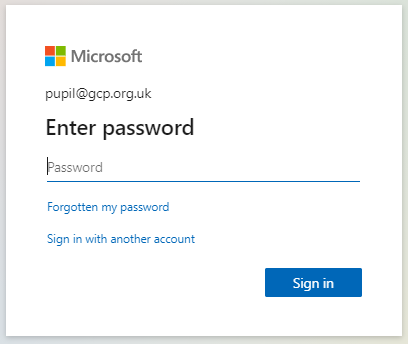 Microsoft
pupil@gcp.org.uk
Enter password
Password
Forgotten my password
Sign in with another account
Sign in